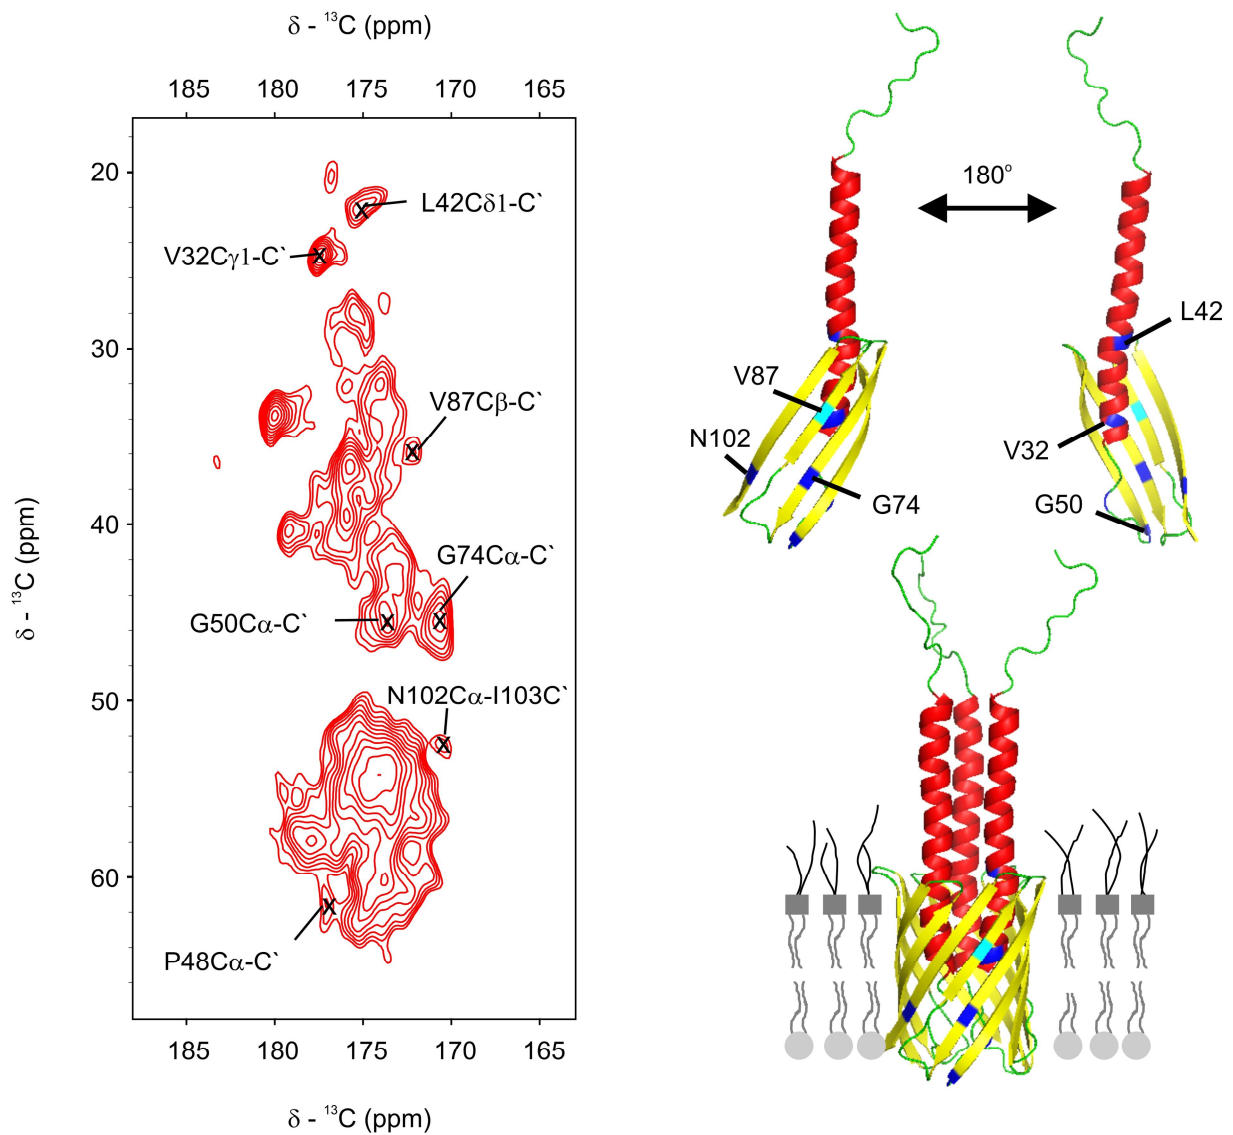 δ - ¹³C (ppm)
185 180 175 170 165
20
30
40
50
60
δ - ¹³C (ppm)
L42Cδ1-C`
V32Cγ1-C`
V87Cβ-C`
G74Cα-C`
G50Cα-C`
N102Cα-I103C`
P48Cα-C`
185 180 175 170 165
δ - ¹³C (ppm)
180°
L42
V87
V32
N102
G74
G50